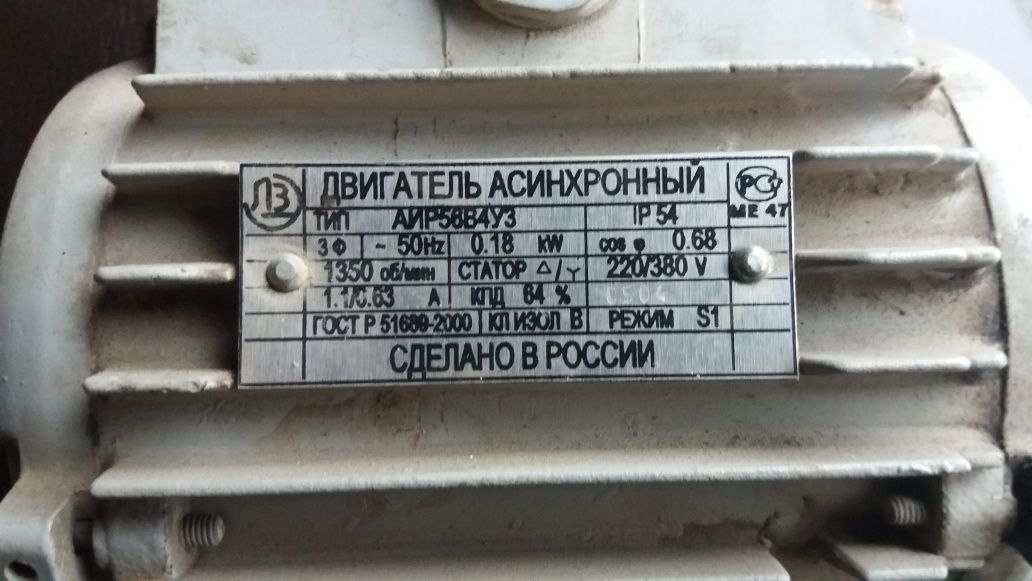 ЛЗ
ДВИГАТЕЛЬ АСИНХРОННЫЙ
РСТ
МЕ 47
ТИП АИР56В4У3 IP 54
3 Ф ~ 50Hz 0.18 kW cos φ 0.68
1350 об/мин СТАТОР △/Y 220/380 V
1.1/0.63 А КПД 64 %
ГОСТ Р 51689-2000 КЛ ИЗОЛ В РЕЖИМ S1
СДЕЛАНО В РОССИИ